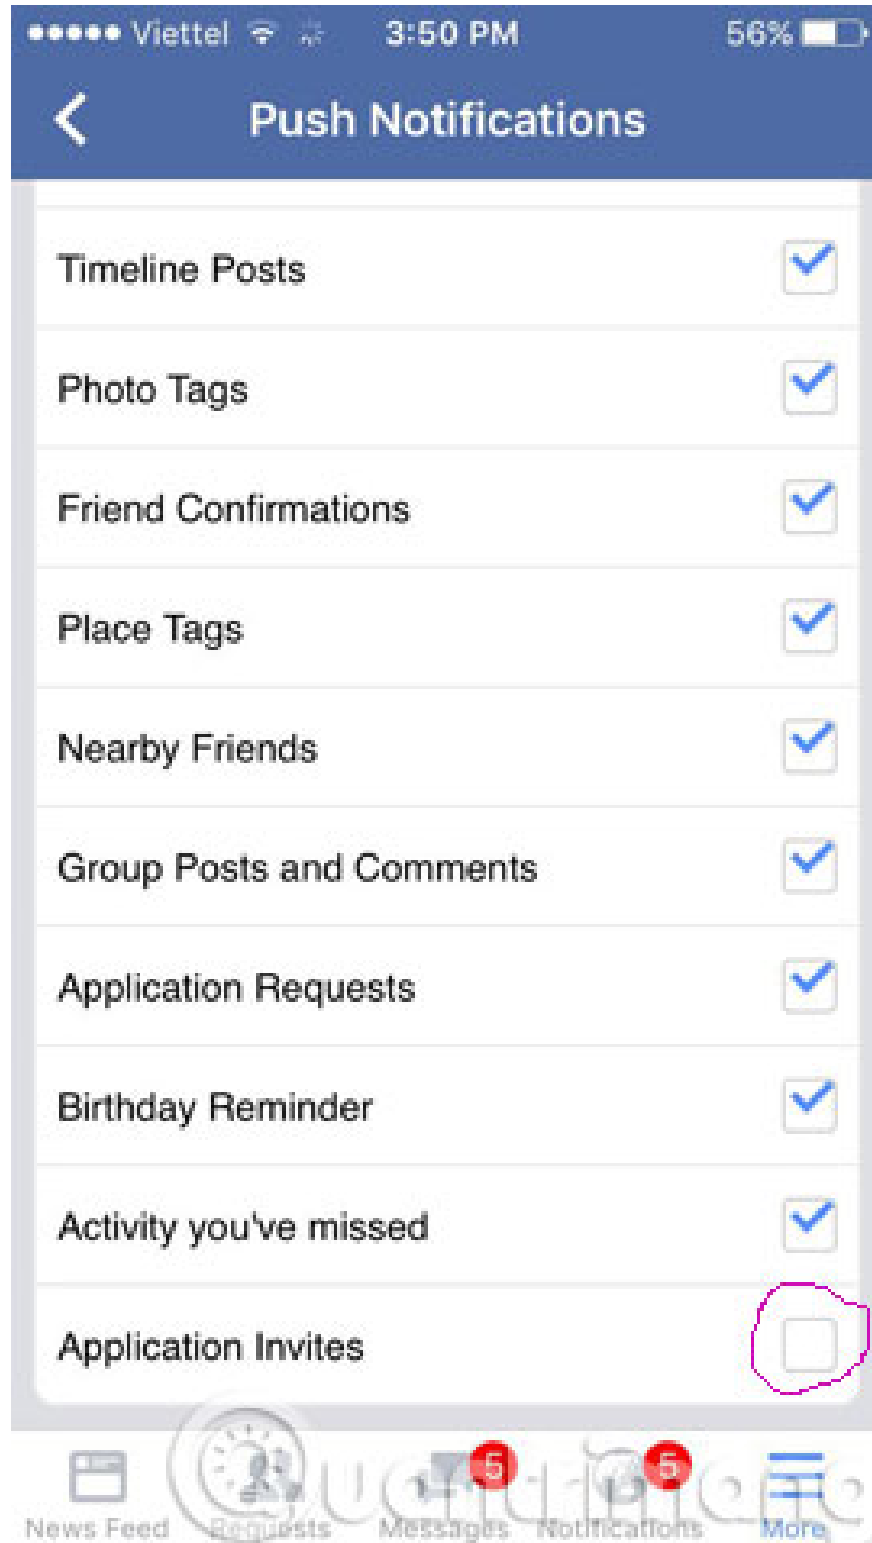 Viettel 3:50 PM 56%
Push Notifications
Timeline Posts
Photo Tags
Friend Confirmations
Place Tags
Nearby Friends
Group Posts and Comments
Application Requests
Birthday Reminder
Activity you've missed
Application Invites
5 5
News Feed Requests Messages Notifications More